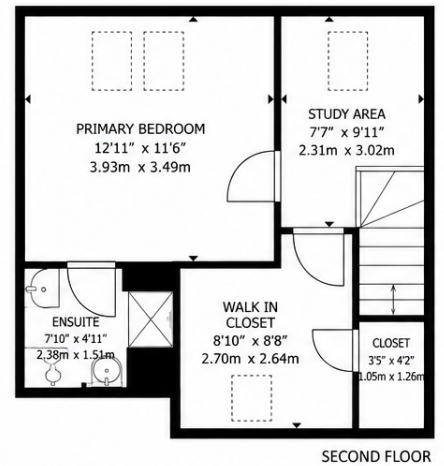 PRIMARY BEDROOM
12'11" x 11'6"
3.93m x 3.49m
STUDY AREA
7'7" x 9'11"
2.31m x 3.02m
ENSUITE
7'10" x 4'11"
2.38m x 1.51m
WALK IN
CLOSET
8'10" x 8'8"
2.70m x 2.64m
CLOSET
3'5" x 4'2"
1.05m x 1.26m
SECOND FLOOR